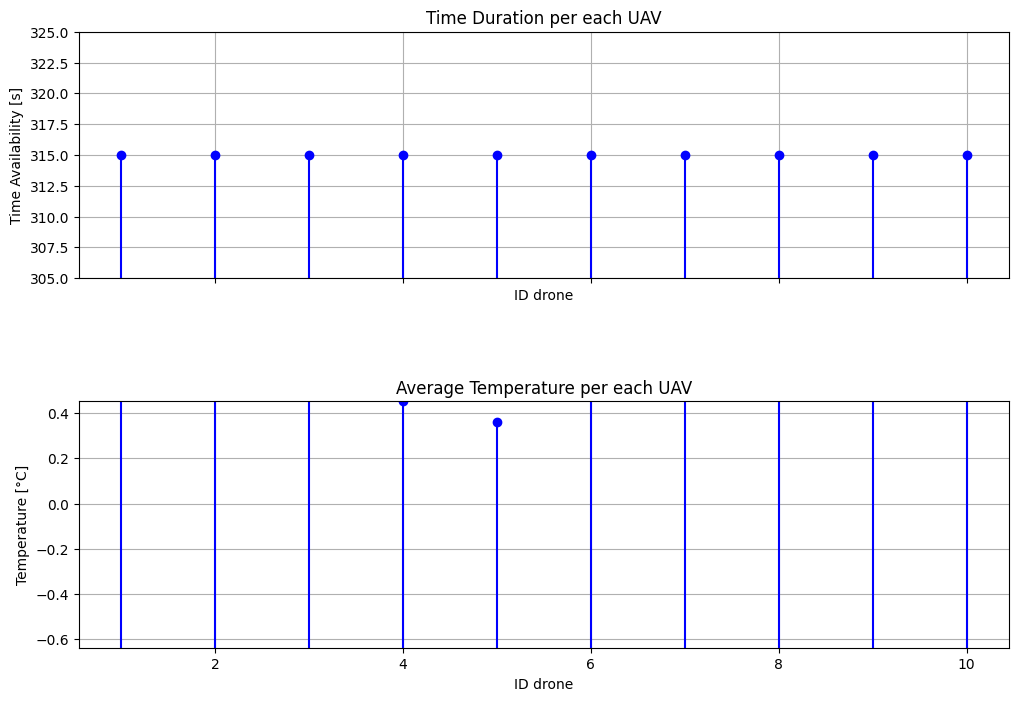 Time Duration per each UAV
Time Availability [s]
325.0
322.5
320.0
317.5
315.0
312.5
310.0
307.5
305.0
ID drone
Average Temperature per each UAV
Temperature [°C]
0.4
0.2
0.0
−0.2
−0.4
−0.6
2 4 6 8 10
ID drone